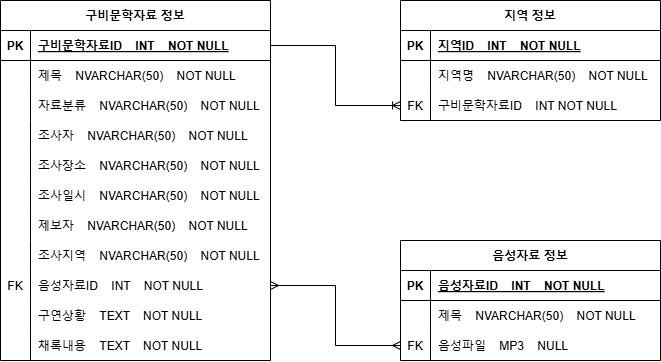 구비문학자료 정보
PK 구비문학자료ID INT NOT NULL
제목 NVARCHAR(50) NOT NULL
자료분류 NVARCHAR(50) NOT NULL
조사자 NVARCHAR(50) NOT NULL
조사장소 NVARCHAR(50) NOT NULL
조사일시 NVARCHAR(50) NOT NULL
제보자 NVARCHAR(50) NOT NULL
조사지역 NVARCHAR(50) NOT NULL
FK 음성자료ID INT NOT NULL
구연상황 TEXT NOT NULL
채록내용 TEXT NOT NULL
지역 정보
PK 지역ID INT NOT NULL
지역명 NVARCHAR(50) NOT NULL
FK 구비문학자료ID INT NOT NULL
음성자료 정보
PK 음성자료ID INT NOT NULL
제목 NVARCHAR(50) NOT NULL
FK 음성파일 MP3 NULL